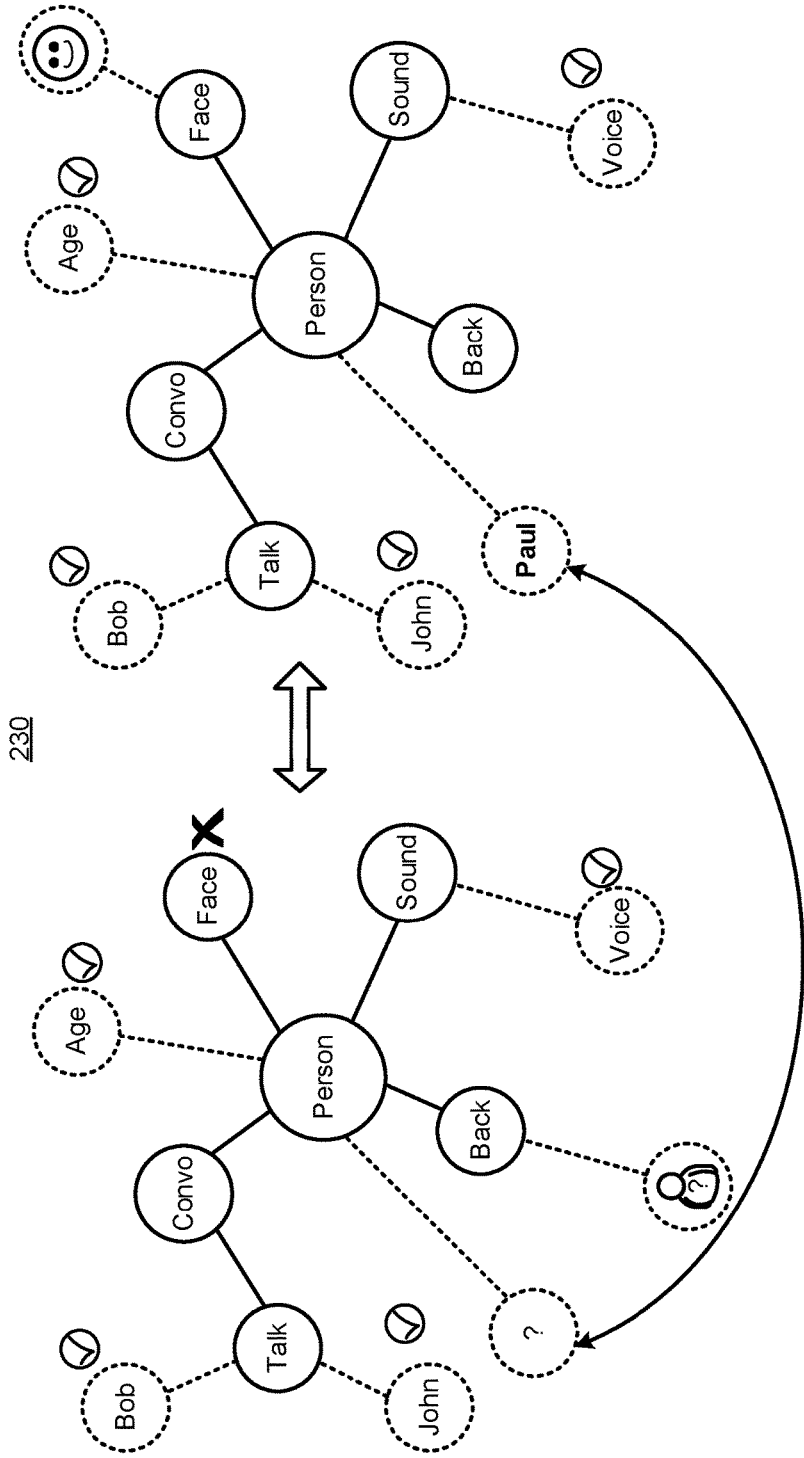 230
Age
Bob
Convo
Face
X
Talk
Person
Sound
John
Back
?
Voice
?
Age
Bob
Convo
Face
Talk
Person
Sound
John
Back
Paul
Voice